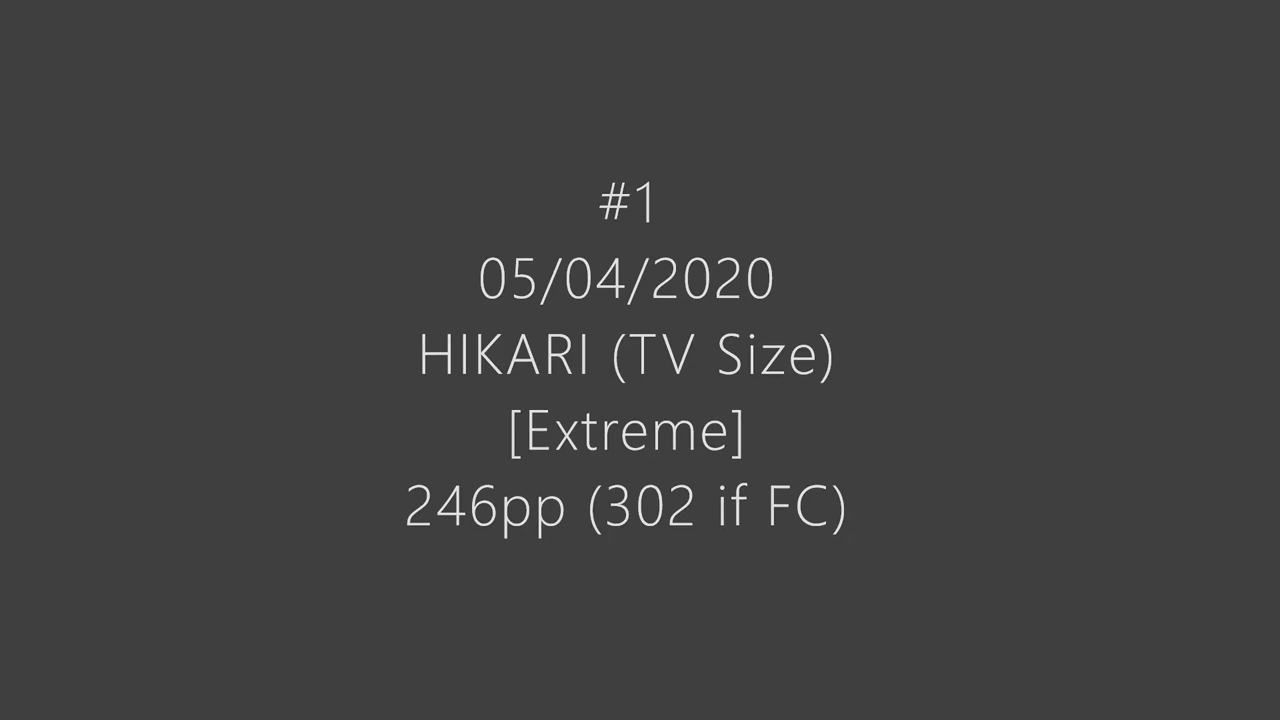 #1
05/04/2020
HIKARI (TV Size)
[Extreme]
246pp (302 if FC)